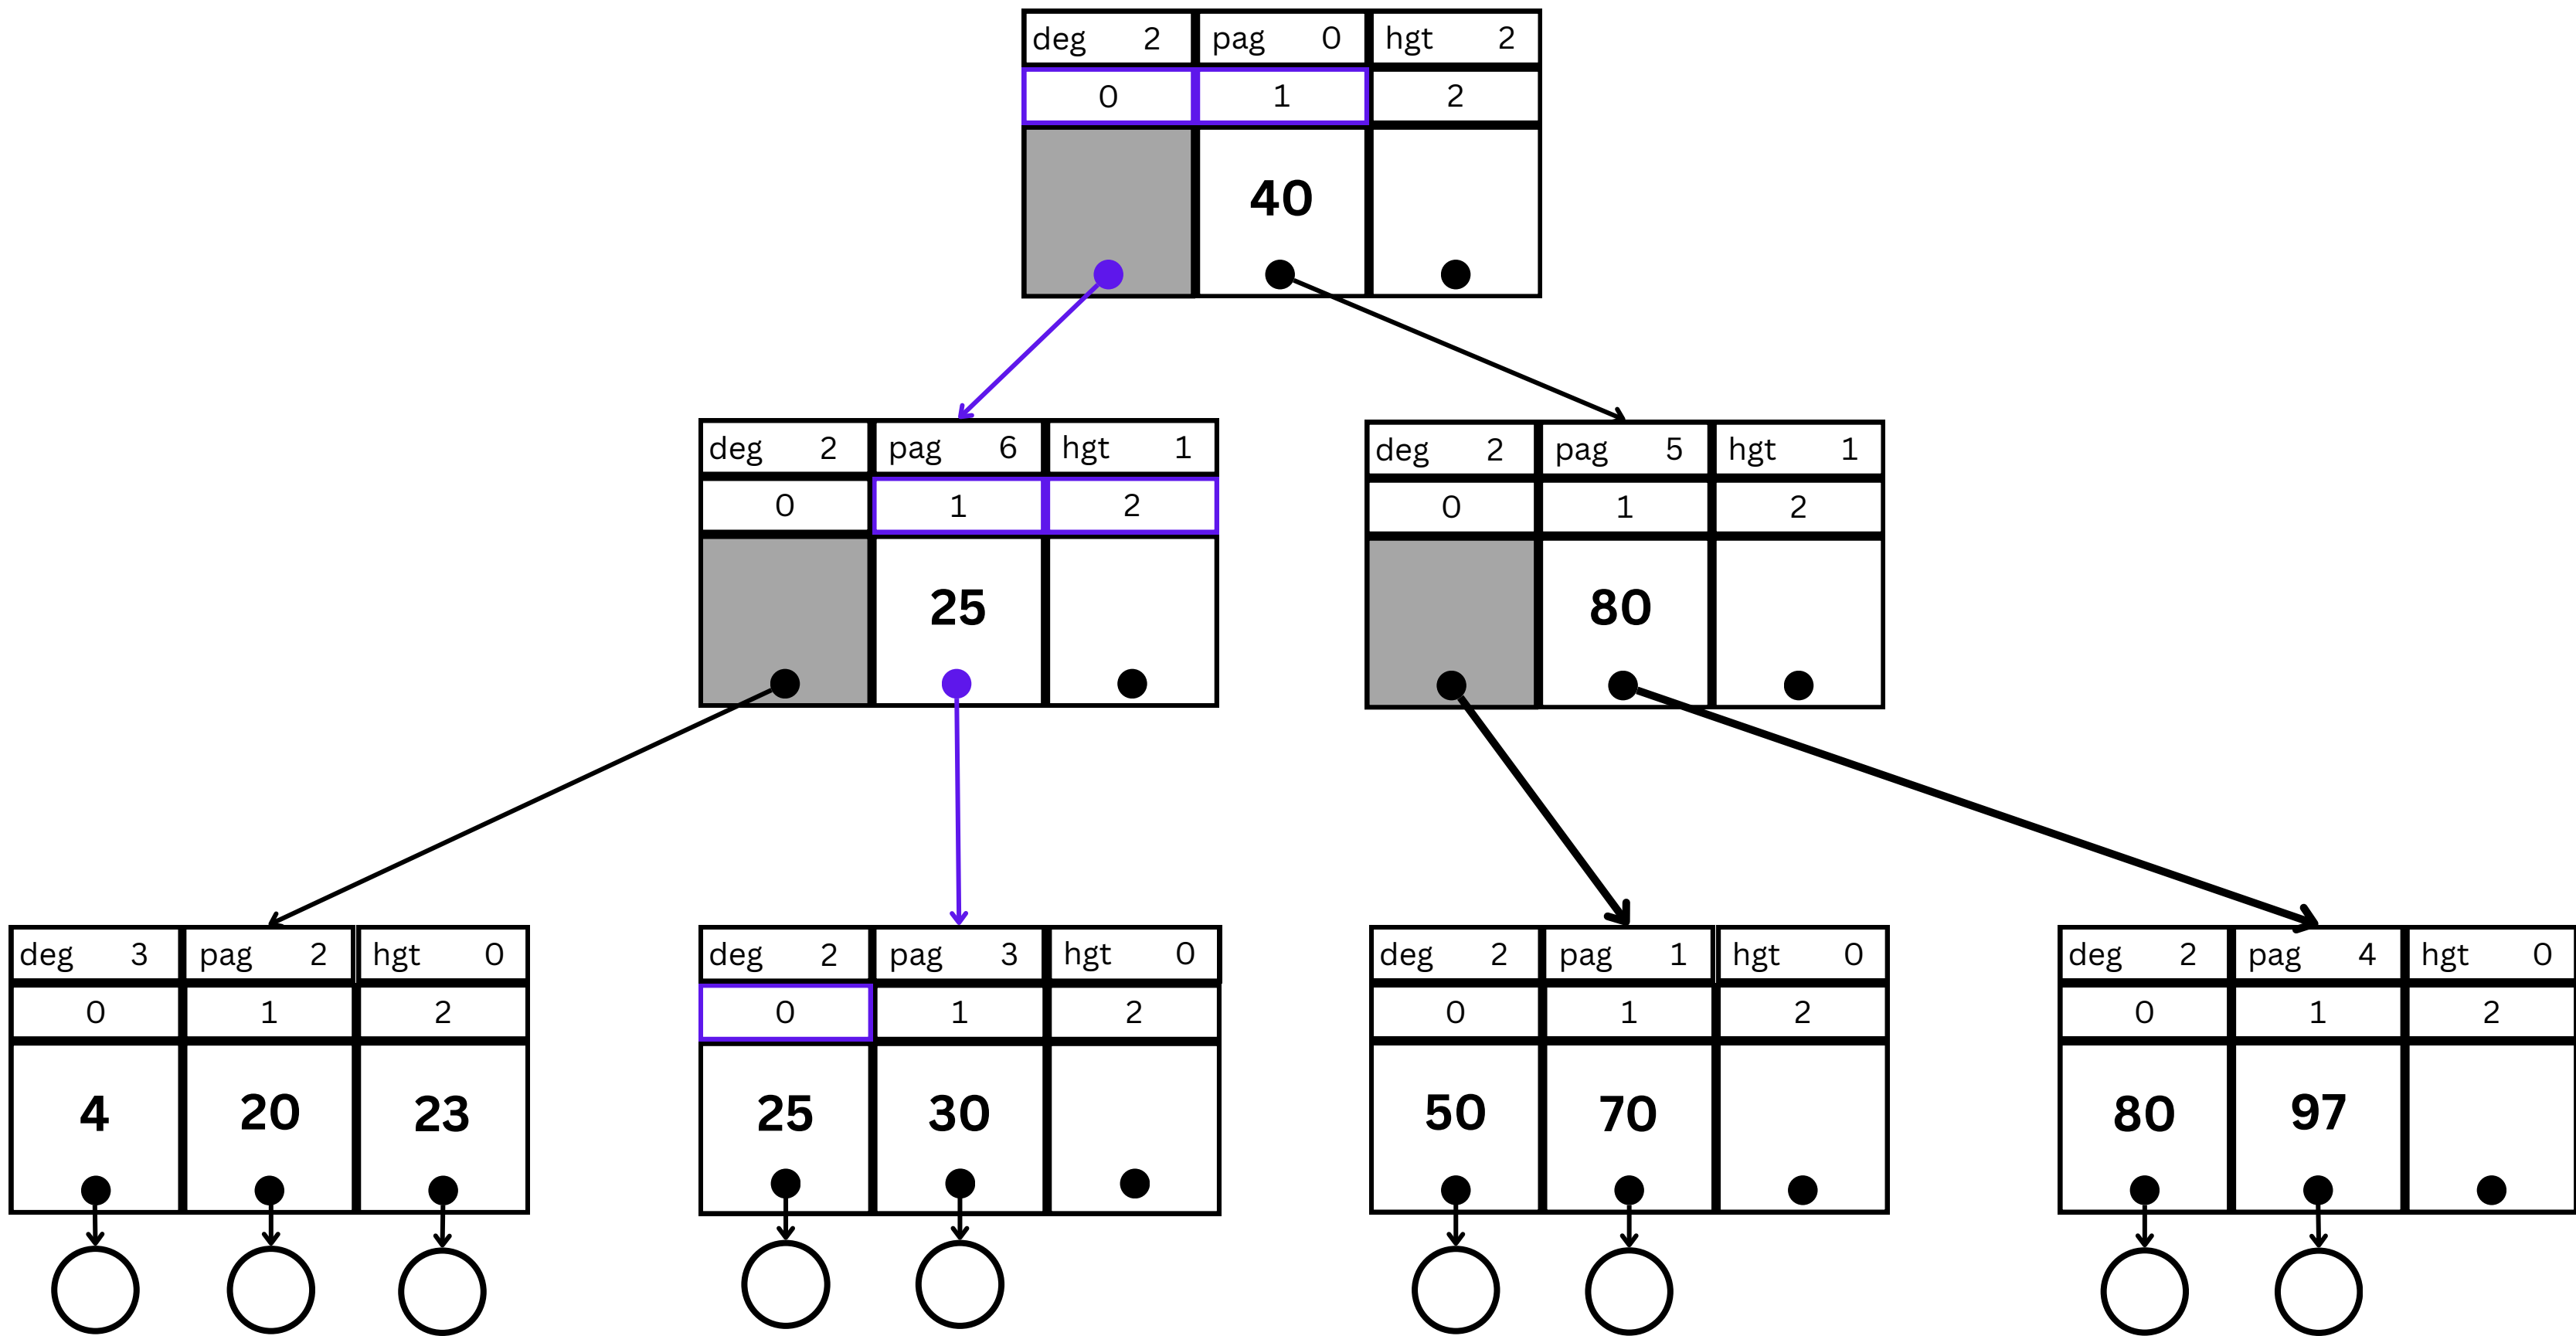 deg 2 pag 0 hgt 2
0 1 2
40
deg 2 pag 6 hgt 1
0 1 2
25
deg 2 pag 5 hgt 1
0 1 2
80
deg 3 pag 2 hgt 0
0 1 2
4 20 23
deg 2 pag 3 hgt 0
0 1 2
25 30
deg 2 pag 1 hgt 0
0 1 2
50 70
deg 2 pag 4 hgt 0
0 1 2
80 97